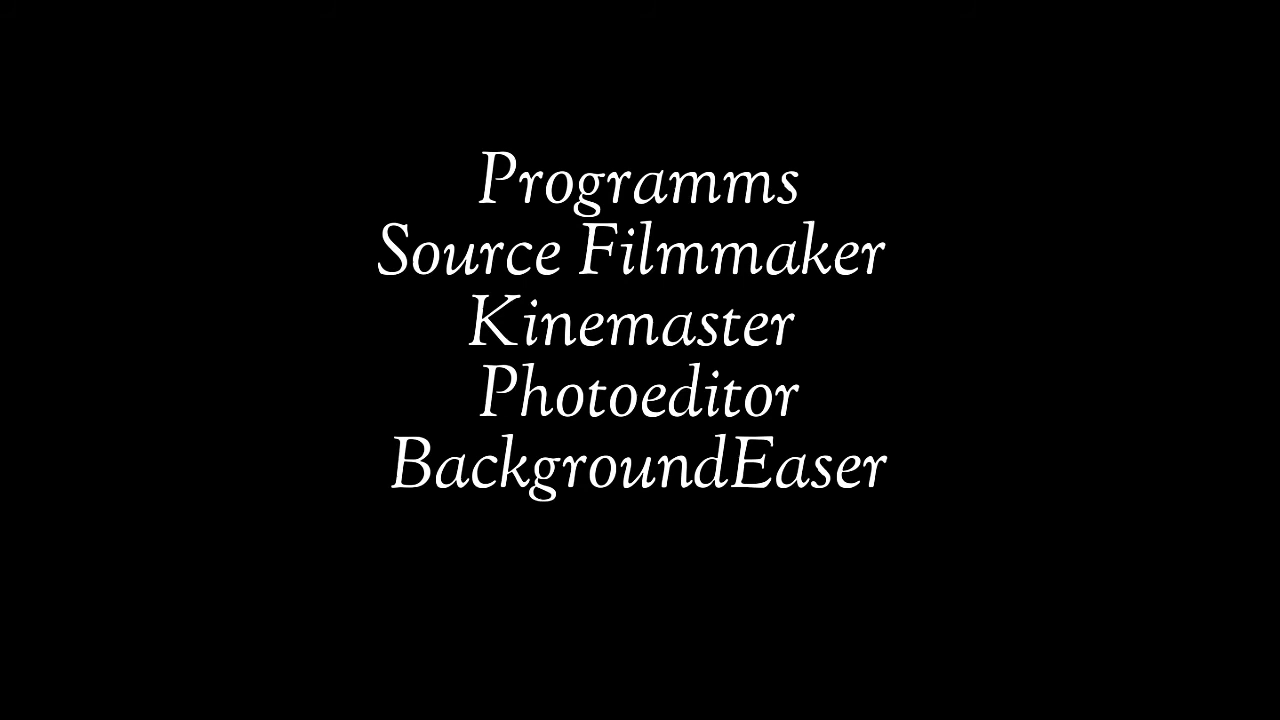 Programms
Source Filmmaker
Kinemaster
Photoeditor
BackgroundEaser